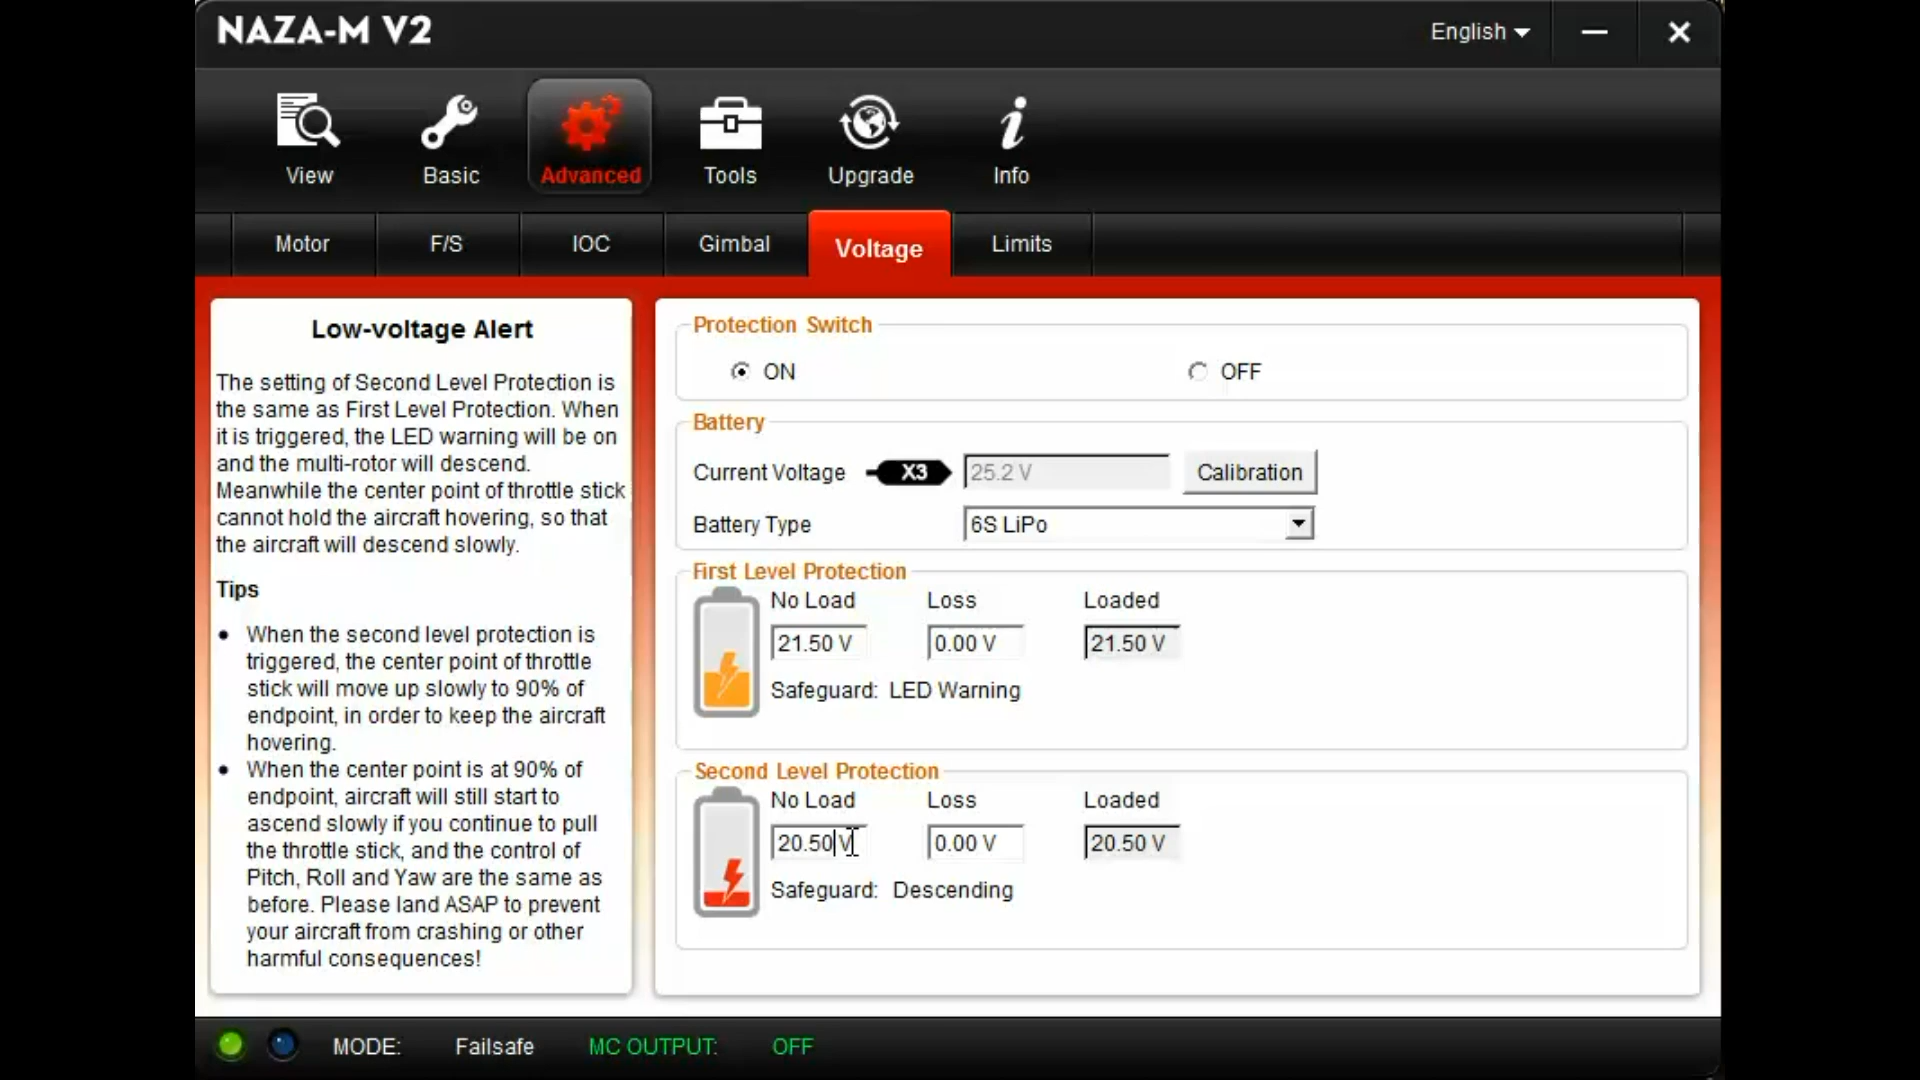 NAZA-M V2
English
View
Basic
Advanced
Tools
Upgrade
Info
Motor
F/S
IOC
Gimbal
Voltage
Limits
Low-voltage Alert
The setting of Second Level Protection is
the same as First Level Protection. When
it is triggered, the LED warning will be on
and the multi-rotor will descend.
Meanwhile the center point of throttle stick
cannot hold the aircraft hovering, so that
the aircraft will descend slowly.
Tips
When the second level protection is
triggered, the center point of throttle
stick will move up slowly to 90% of
endpoint, in order to keep the aircraft
hovering.
When the center point is at 90% of
endpoint, aircraft will still start to
ascend slowly if you continue to pull
the throttle stick, and the control of
Pitch, Roll and Yaw are the same as
before. Please land ASAP to prevent
your aircraft from crashing or other
harmful consequences!
Protection Switch
ON
OFF
Battery
Current Voltage X3 25.2 V Calibration
Battery Type 6S LiPo
First Level Protection
No Load Loss Loaded
21.50 V 0.00 V 21.50 V
Safeguard: LED Warning
Second Level Protection
No Load Loss Loaded
20.50 V 0.00 V 20.50 V
Safeguard: Descending
MODE: Failsafe MC OUTPUT: OFF